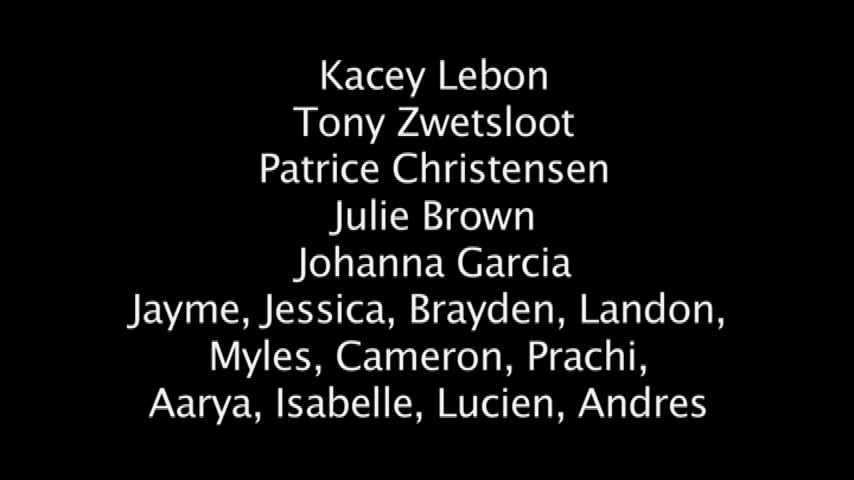 Kacey Lebon
Tony Zwetsloot
Patrice Christensen
Julie Brown
Johanna Garcia
Jayme, Jessica, Brayden, Landon,
Myles, Cameron, Prachi,
Aarya, Isabelle, Lucien, Andres